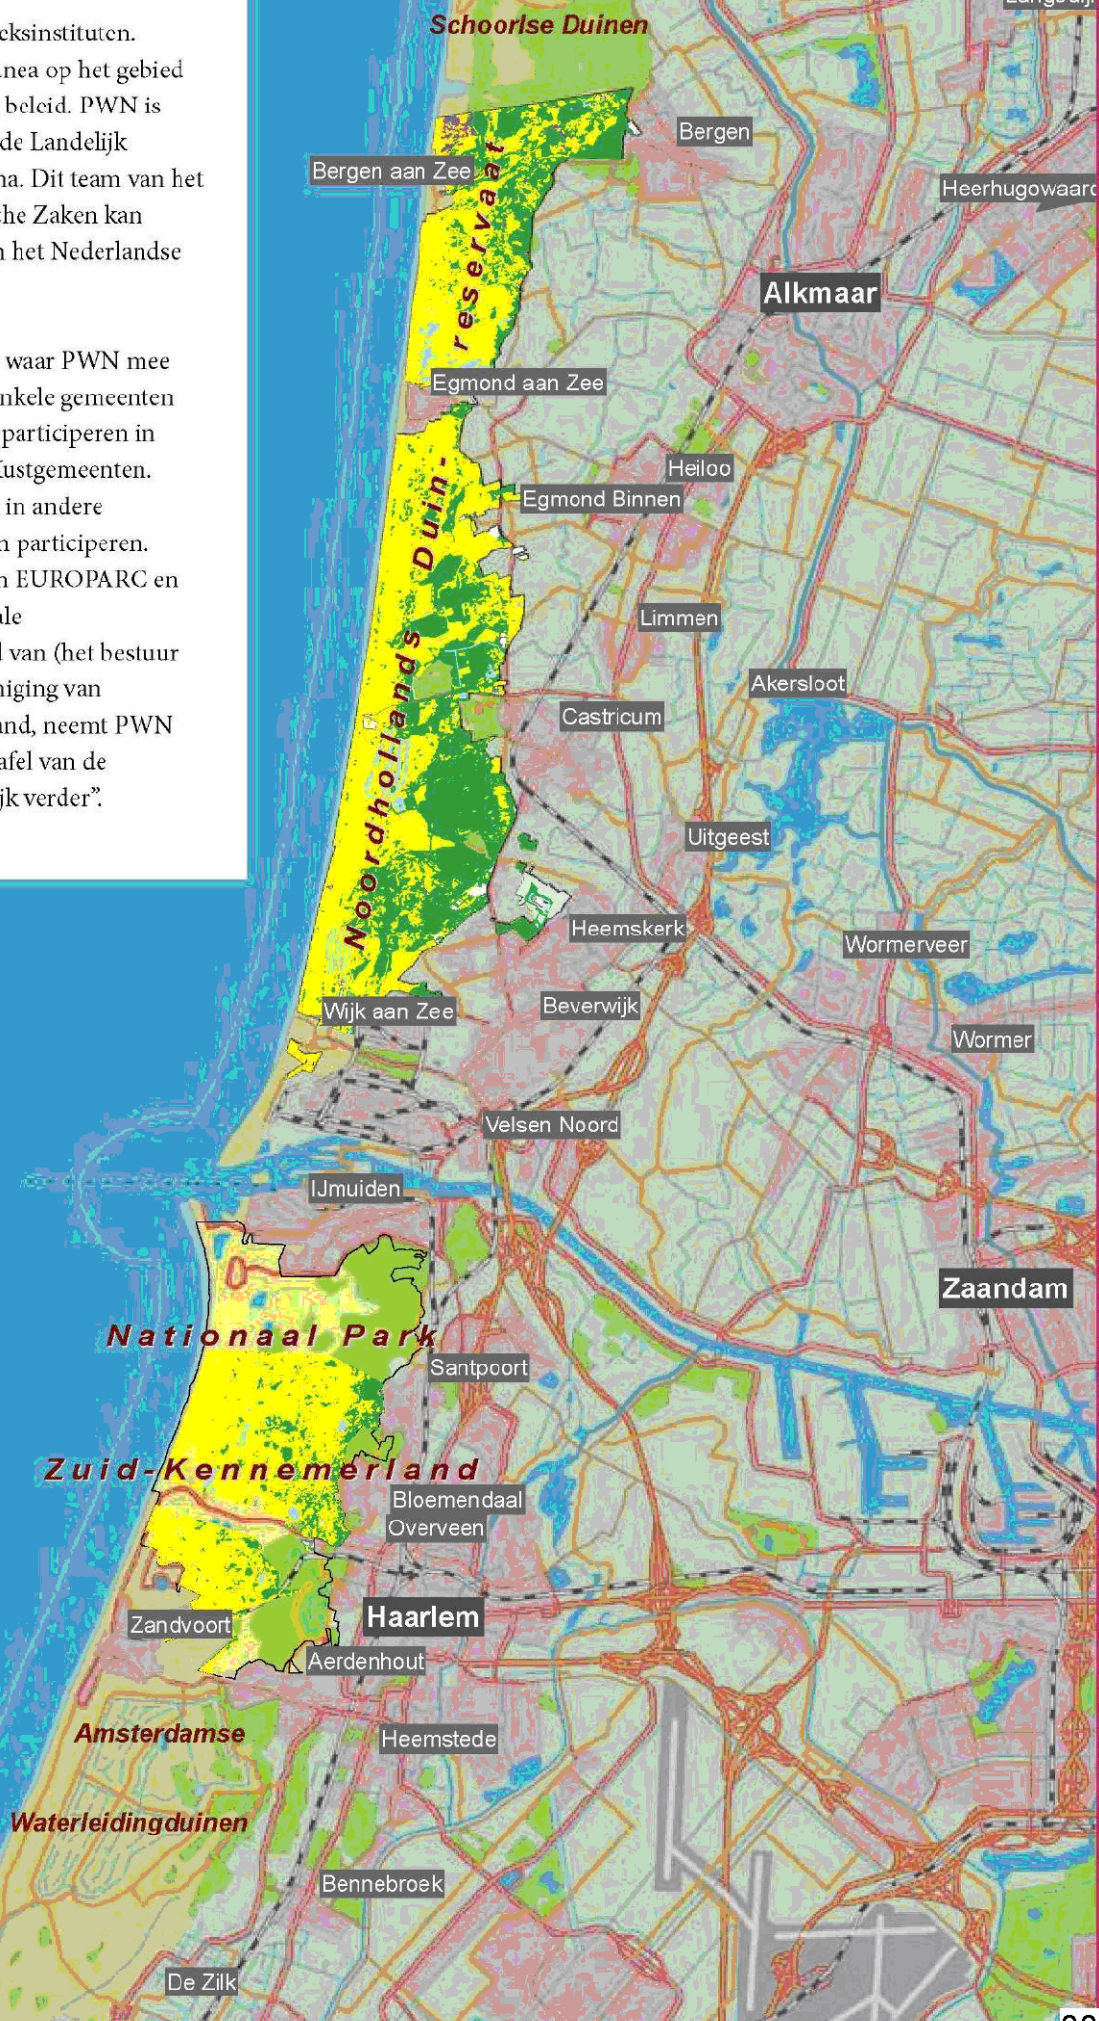 eksinstituten.
nea op het gebied
beleid. PWN is
de Landelijk
na. Dit team van het
che Zaken kan
n het Nederlandse
waar PWN mee
nkele gemeenten
participeren in
Kustgemeenten.
in andere
n participeren.
n EUROPARC en
ale
l van (het bestuur
niging van
and, neemt PWN
afel van de
jk verder”.
Schoorlse Duinen
Bergen
Bergen aan Zee
Heerhugowaard
Alkmaar
Egmond aan Zee
Heiloo
Egmond Binnen
Noordhollands Duin-
reservaat
Limmen
Akersloot
Castricum
Uitgeest
Heemskerk
Wormerveer
Wijk aan Zee
Beverwijk
Wormer
Velsen Noord
IJmuiden
Zaandam
Nationaal Park
Santpoort
Zuid-Kennemerland
Bloemendaal
Overveen
Haarlem
Zandvoort
Aerdenhout
Amsterdamse
Heemstede
Waterleidingduinen
Bennebroek
De Zilk